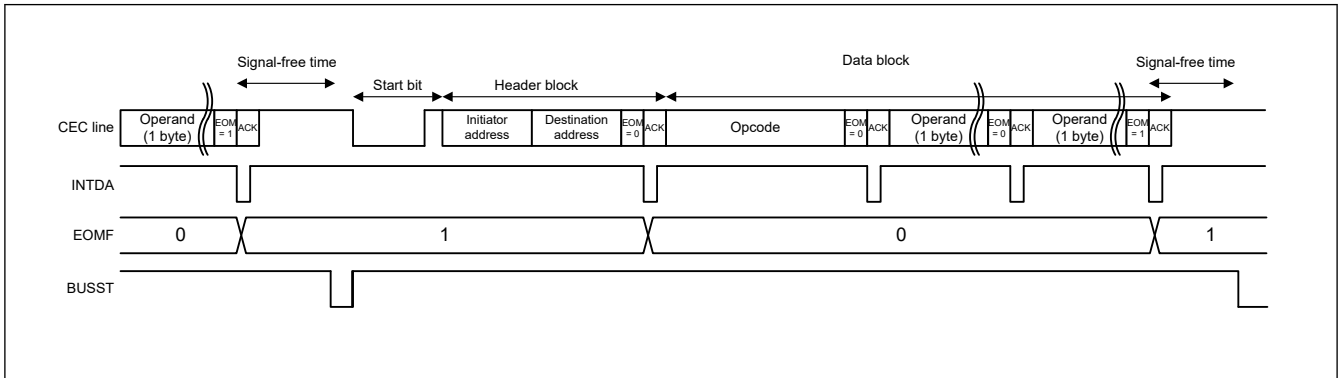 Signal-free time
Start bit
Header block
Data block
Signal-free time
CEC line
Operand
(1 byte)
EOM
= 1
ACK
Initiator
address
Destination
address
EOM
= 0
ACK
Opcode
EOM
= 0
ACK
Operand
(1 byte)
EOM
= 0
ACK
Operand
(1 byte)
EOM
= 1
ACK
INTDA
EOMF
0
1
0
1
BUSST